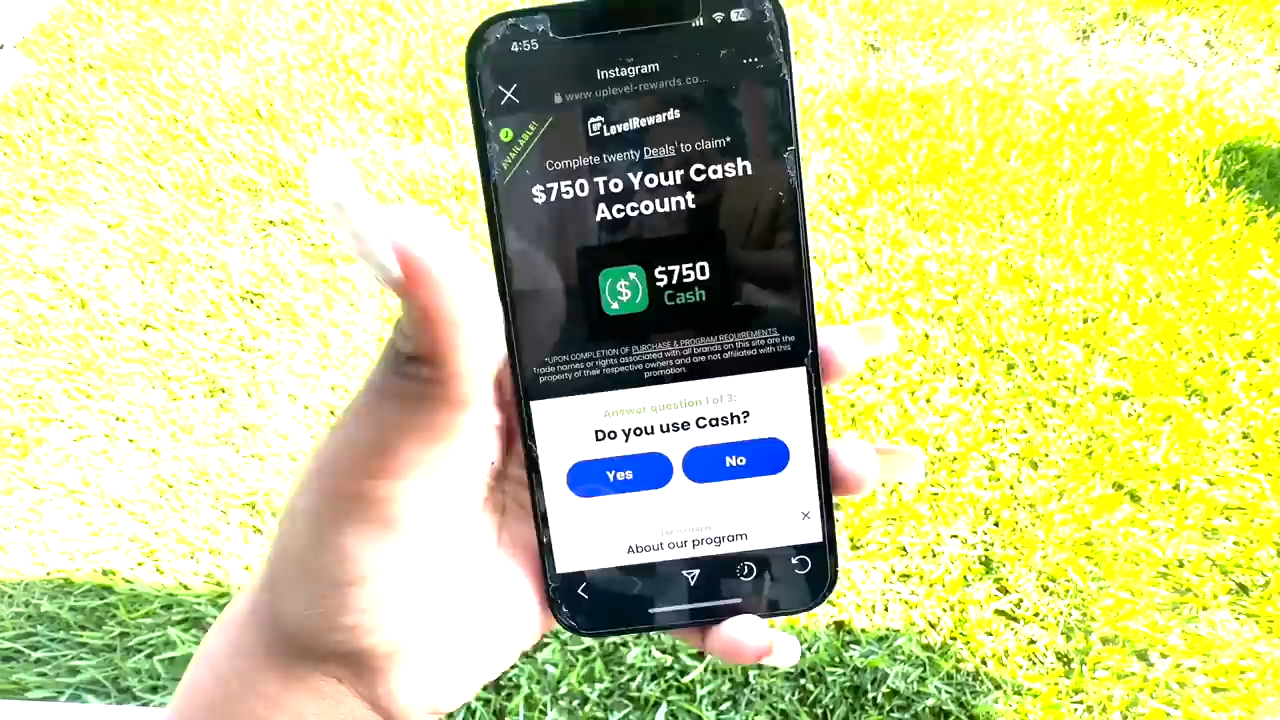 4:55
Instagram
www.uplevel-rewards.co...
AVAILABLE!
UP LevelRewards
Complete twenty Deals¹ to claim*
$750 To Your Cash
Account
$750
Cash
*UPON COMPLETION OF PURCHASE & PROGRAM REQUIREMENTS.
Trade names or rights associated with all brands on this site are the
property of their respective owners and are not affiliated with this
promotion.
Answer question 1 of 3:
Do you use Cash?
Yes
No
About our program